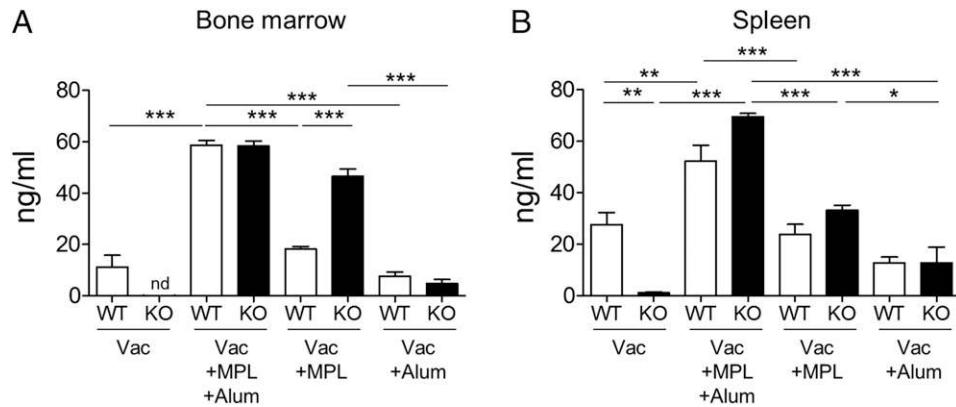 A Bone marrow
***
***
*** *** ***
80
60
40
20
0
ng/ml
nd
WT KO WT KO WT KO WT KO
Vac Vac Vac Vac
+MPL +MPL +Alum
+Alum
B Spleen
***
** ***
** *** *** *
80
60
40
20
0
ng/ml
WT KO WT KO WT KO WT KO
Vac Vac Vac Vac
+MPL +MPL +Alum
+Alum